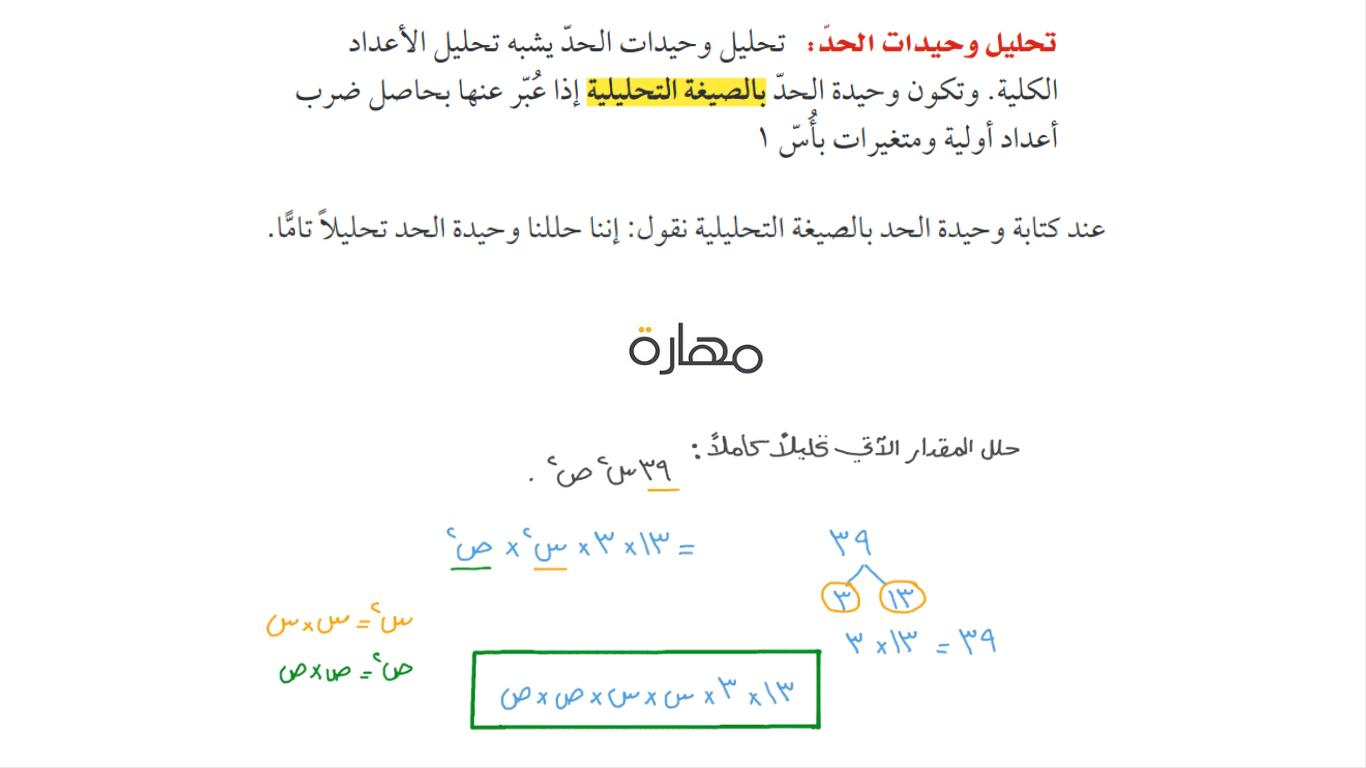 تحليل وحيدات الحدّ: تحليل وحيدات الحدّ يشبه تحليل الأعداد
الكلية. وتكون وحيدة الحدّ بالصيغة التحليلية إذا عُبّر عنها بحاصل ضرب
أعداد أولية ومتغيرات بأُسّ ١
عند كتابة وحيدة الحد بالصيغة التحليلية نقول: إننا حللنا وحيدة الحد تحليلاً تامًّا.
مهارة
حلل المقدار الآتي تحليلاً كاملاً:
٣٩ س٢ ص٢ .
٣٩
= ١٣ × ٣ × س٢ × ص٢
٣ ١٣
٣٩ = ١٣ × ٣
س٢ = س × س
ص٢ = ص × ص
١٣ × ٣ × س × س × ص × ص